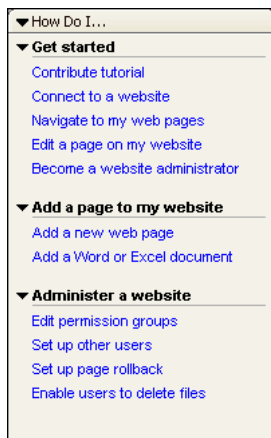 How Do I...
Get started
Contribute tutorial
Connect to a website
Navigate to my web pages
Edit a page on my website
Become a website administrator
Add a page to my website
Add a new web page
Add a Word or Excel document
Administer a website
Edit permission groups
Set up other users
Set up page rollback
Enable users to delete files